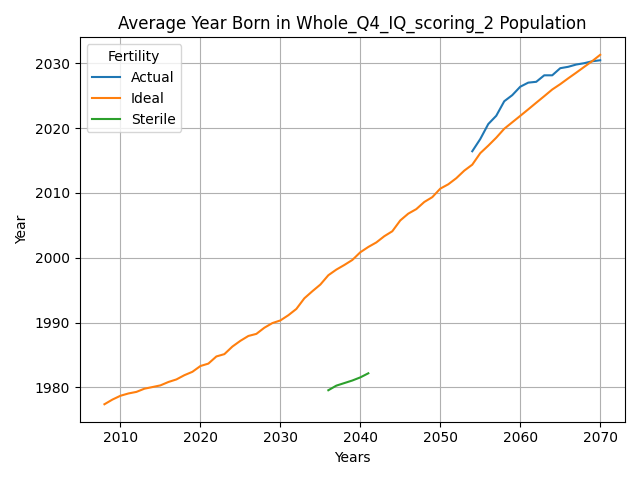 Average Year Born in Whole_Q4_IQ_scoring_2 Population
Fertility
Actual
Ideal
Sterile
Year
2030
2020
2010
2000
1990
1980
2010 2020 2030 2040 2050 2060 2070
Years